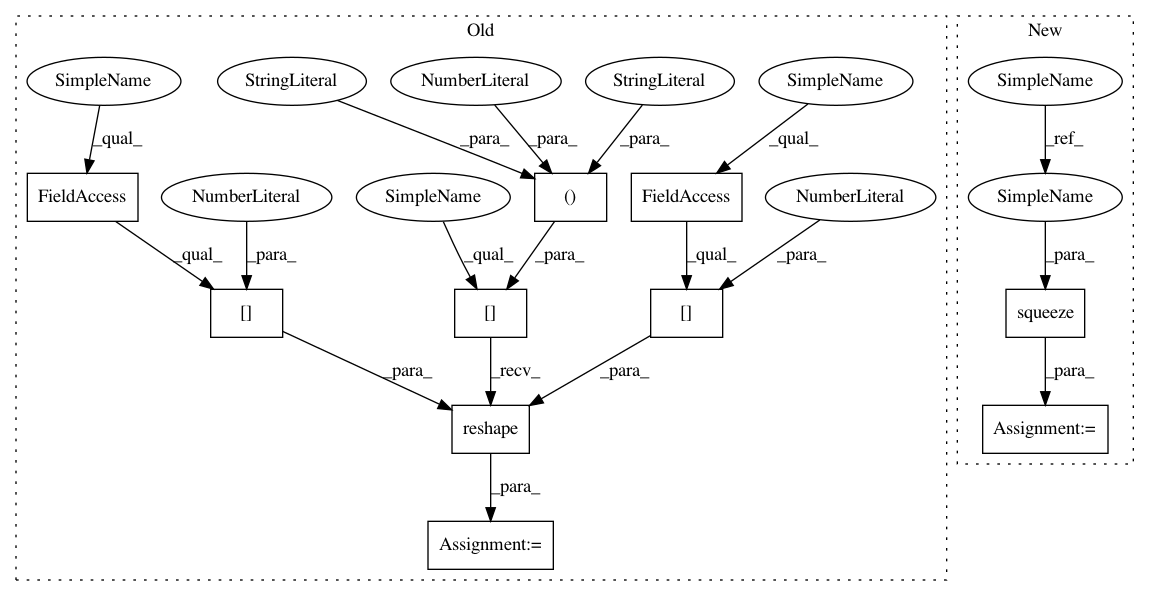 Old
New
SimpleName
StringLiteral
NumberLiteral
StringLiteral
SimpleName
SimpleName
_qual_
_para_
_para_
_para_
_qual_
_ref_
FieldAccess
NumberLiteral
SimpleName
()
FieldAccess
NumberLiteral
SimpleName
_qual_
_para_
_qual_
_para_
_qual_
_para_
_para_
[]
[]
[]
squeeze
_para_
_recv_
_para_
_para_
reshape
Assignment:=
_para_
Assignment:=